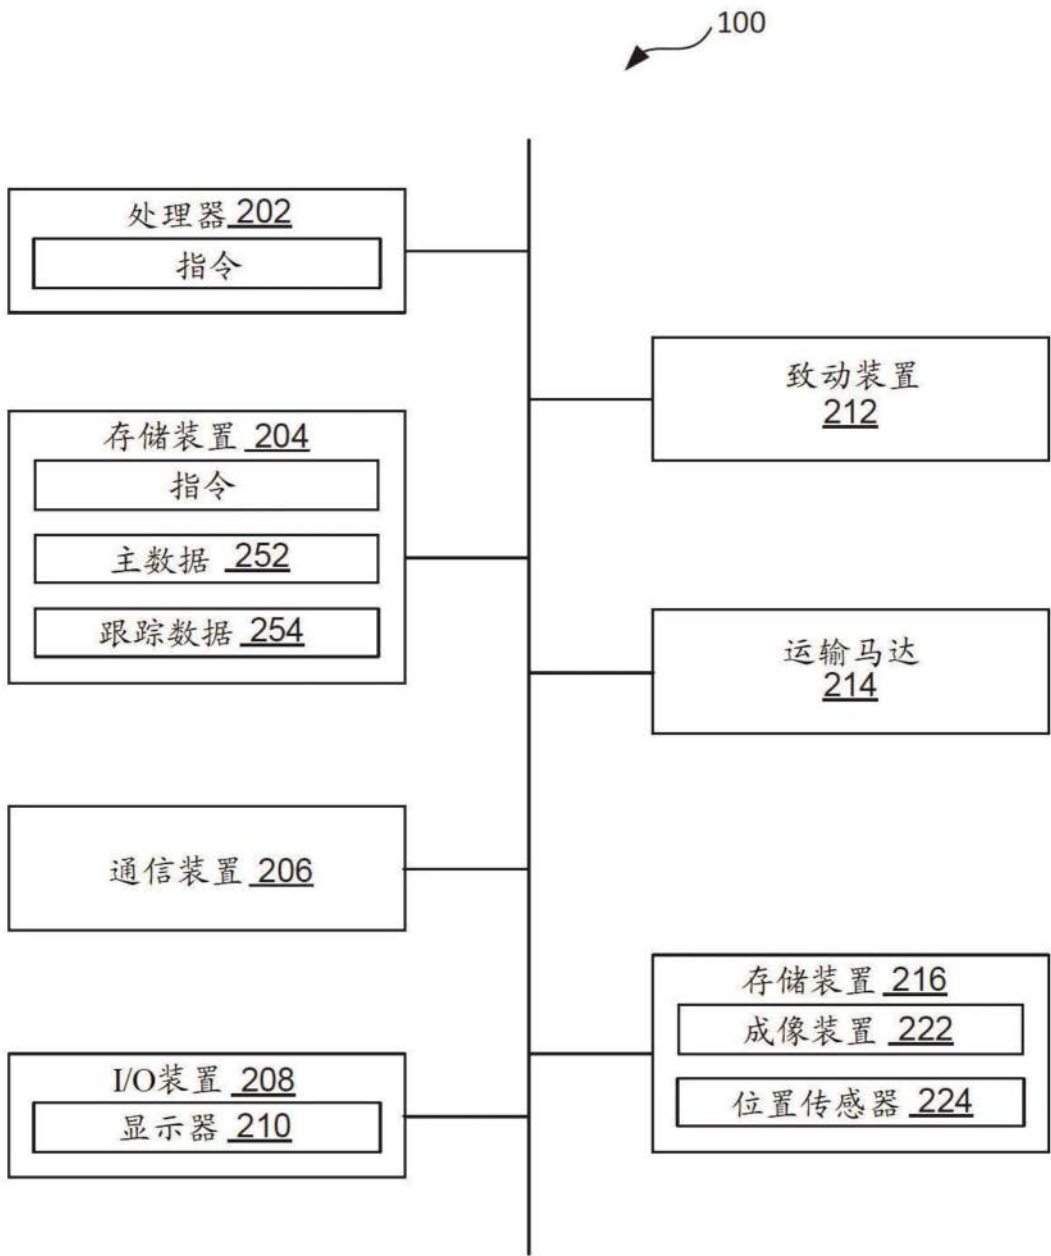 100
处理器 202
指令
存储装置 204
指令
主数据 252
跟踪数据 254
通信装置 206
I/O装置 208
显示器 210
致动装置
212
运输马达
214
存储装置 216
成像装置 222
位置传感器 224